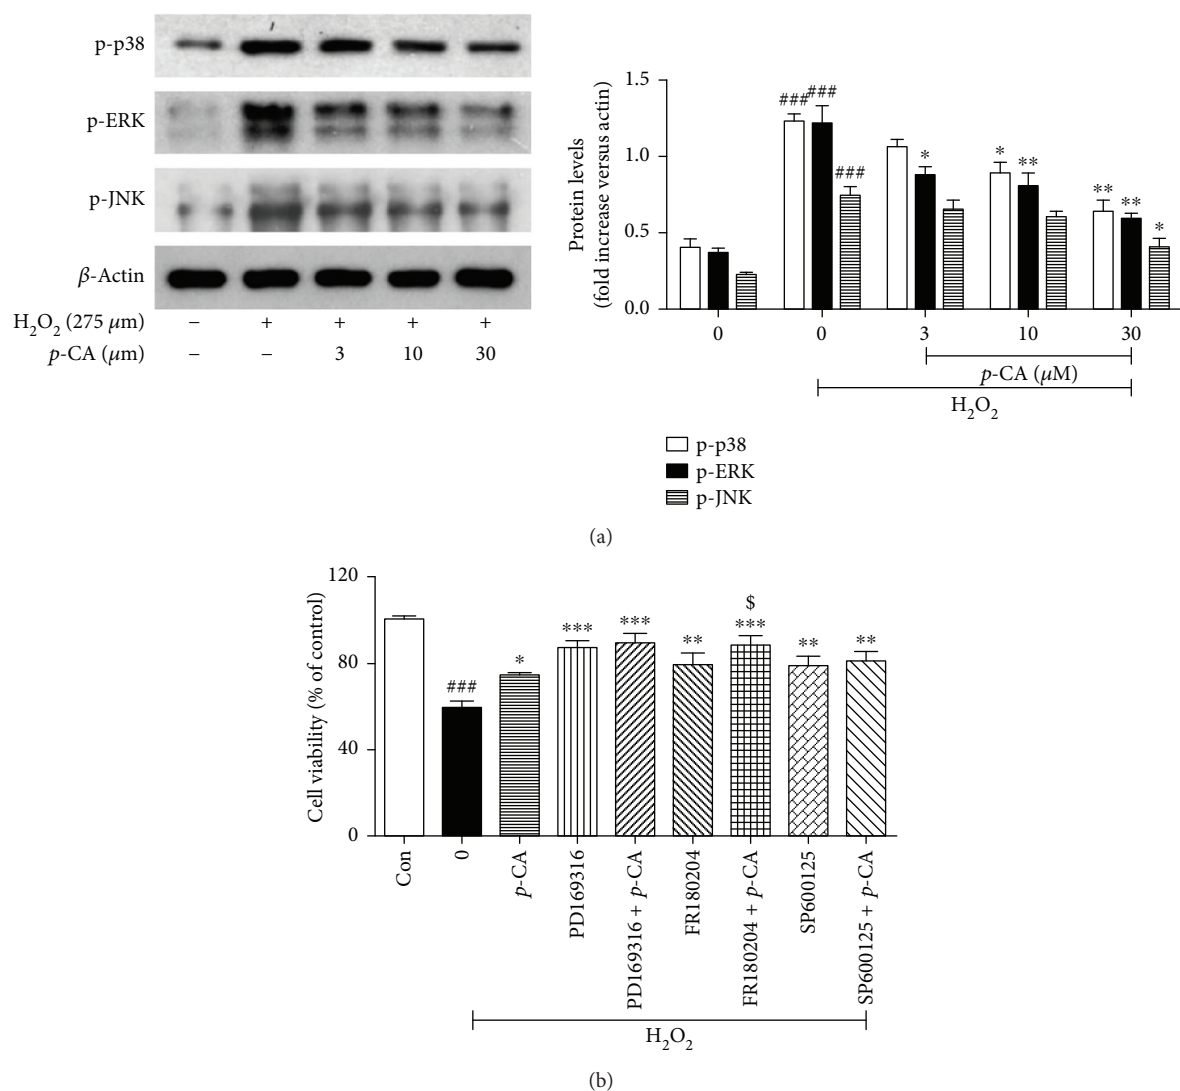 p-p38
p-ERK
p-JNK
β-Actin
H₂O₂ (275 μm) – + + + +
p-CA (μm) – – 3 10 30
Protein levels
(fold increase versus actin)
1.5
1.0
0.5
0.0
### ###
###
*
* **
** **
*
0 0 3 10 30
p-CA (μM)
H₂O₂
p-p38
p-ERK
p-JNK
(a)
Cell viability (% of control)
120
80
40
0
###
*
***
***
**
$
***
**
**
Con
0
p-CA
PD169316
PD169316 + p-CA
FR180204
FR180204 + p-CA
SP600125
SP600125 + p-CA
H₂O₂
(b)